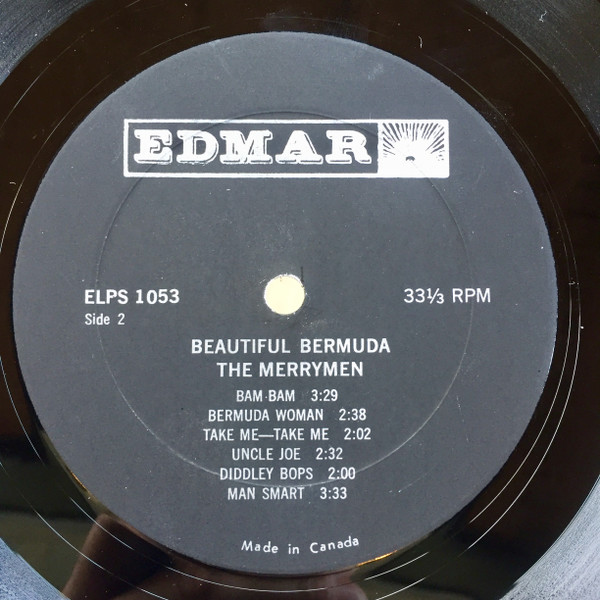 EDMAR
ELPS 1053
33⅓ RPM
Side 2
BEAUTIFUL BERMUDA
THE MERRYMEN
BAM BAM 3:29
BERMUDA WOMAN 2:38
TAKE ME—TAKE ME 2:02
UNCLE JOE 2:32
DIDDLEY BOPS 2:00
MAN SMART 3:33
Made in Canada